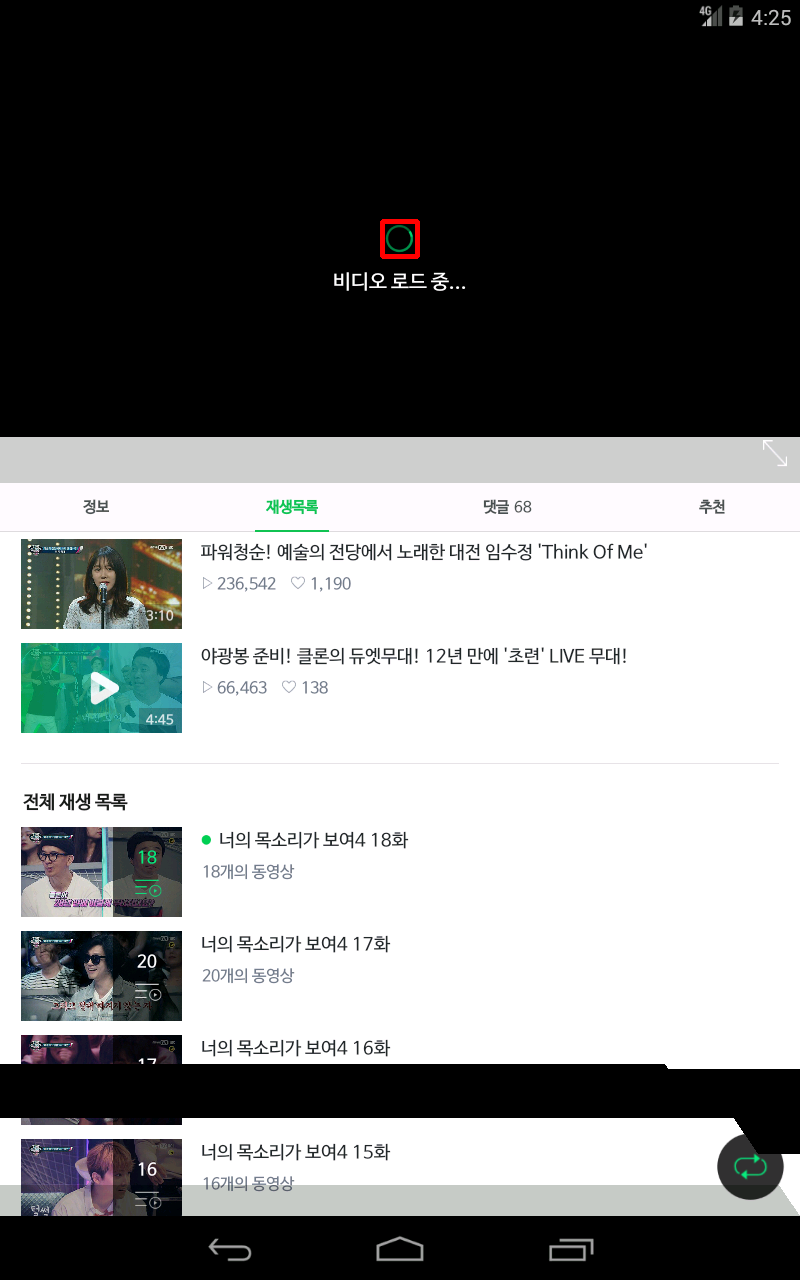 4G 4:25
비디오 로드 중...
정보 재생목록 댓글 68 추천
파워청순! 예술의 전당에서 노래한 대전 임수정 'Think Of Me'
236,542 1,190
3:10
야광봉 준비! 클론의 듀엣무대! 12년 만에 '초련' LIVE 무대!
66,463 138
4:45
전체 재생 목록
너의 목소리가 보여4 18화
18
18개의 동영상
너의 목소리가 보여4 17화
20
20개의 동영상
너의 목소리가 보여4 16화
17
너의 목소리가 보여4 15화
16
16개의 동영상